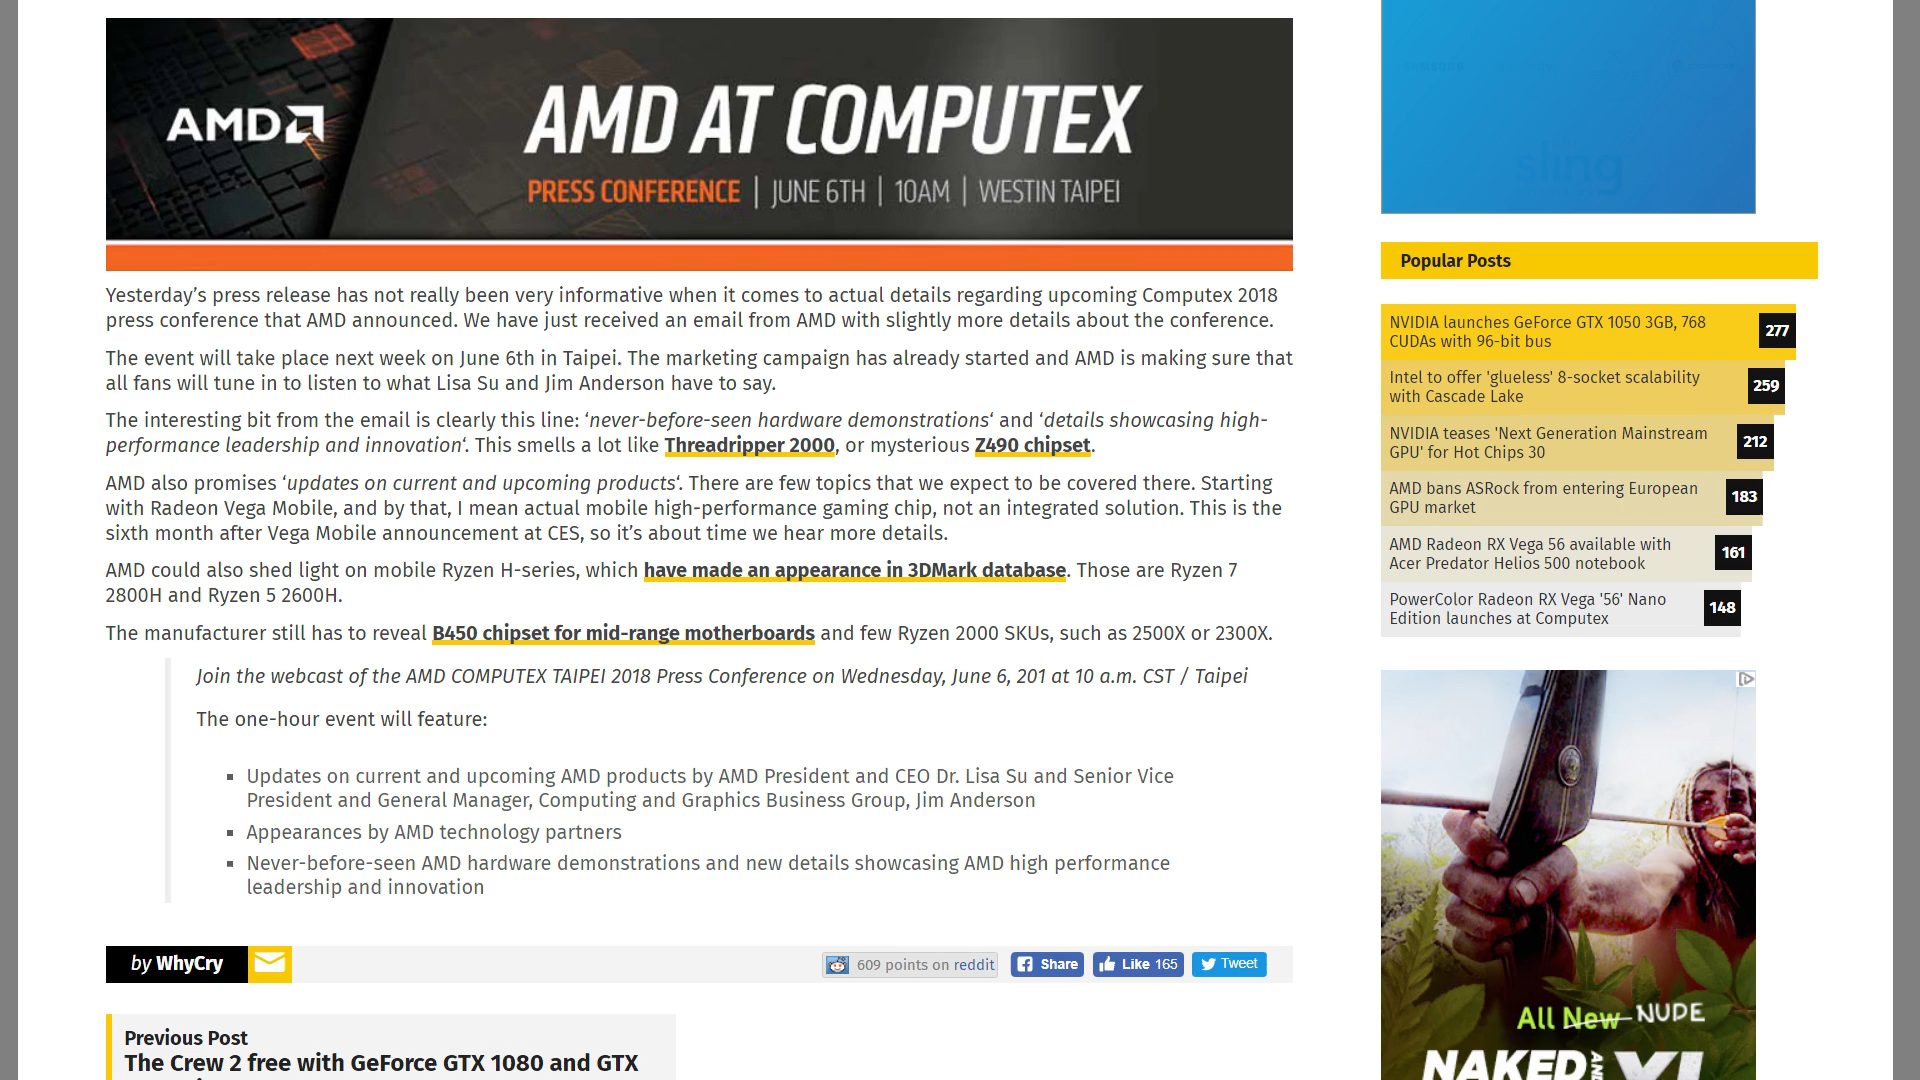 AMD
AMD AT COMPUTEX
PRESS CONFERENCE | JUNE 6TH | 10AM | WESTIN TAIPEI
Yesterday’s press release has not really been very informative when it comes to actual details regarding upcoming Computex 2018
press conference that AMD announced. We have just received an email from AMD with slightly more details about the conference.
The event will take place next week on June 6th in Taipei. The marketing campaign has already started and AMD is making sure that
all fans will tune in to listen to what Lisa Su and Jim Anderson have to say.
The interesting bit from the email is clearly this line: ‘never-before-seen hardware demonstrations‘ and ‘details showcasing high-
performance leadership and innovation‘. This smells a lot like Threadripper 2000, or mysterious Z490 chipset.
AMD also promises ‘updates on current and upcoming products‘. There are few topics that we expect to be covered there. Starting
with Radeon Vega Mobile, and by that, I mean actual mobile high-performance gaming chip, not an integrated solution. This is the
sixth month after Vega Mobile announcement at CES, so it’s about time we hear more details.
AMD could also shed light on mobile Ryzen H-series, which have made an appearance in 3DMark database. Those are Ryzen 7
2800H and Ryzen 5 2600H.
The manufacturer still has to reveal B450 chipset for mid-range motherboards and few Ryzen 2000 SKUs, such as 2500X or 2300X.
Join the webcast of the AMD COMPUTEX TAIPEI 2018 Press Conference on Wednesday, June 6, 201 at 10 a.m. CST / Taipei
The one-hour event will feature:
▪ Updates on current and upcoming AMD products by AMD President and CEO Dr. Lisa Su and Senior Vice
President and General Manager, Computing and Graphics Business Group, Jim Anderson
▪ Appearances by AMD technology partners
▪ Never-before-seen AMD hardware demonstrations and new details showcasing AMD high performance
leadership and innovation
by WhyCry
609 points on reddit
Share
Like 165
Tweet
Previous Post
The Crew 2 free with GeForce GTX 1080 and GTX
sling
Popular Posts
NVIDIA launches GeForce GTX 1050 3GB, 768
CUDAs with 96-bit bus
277
Intel to offer 'glueless' 8-socket scalability
with Cascade Lake
259
NVIDIA teases 'Next Generation Mainstream
GPU' for Hot Chips 30
212
AMD bans ASRock from entering European
GPU market
183
AMD Radeon RX Vega 56 available with
Acer Predator Helios 500 notebook
161
PowerColor Radeon RX Vega '56' Nano
Edition launches at Computex
148
All New NUDE
NAKED AND XL